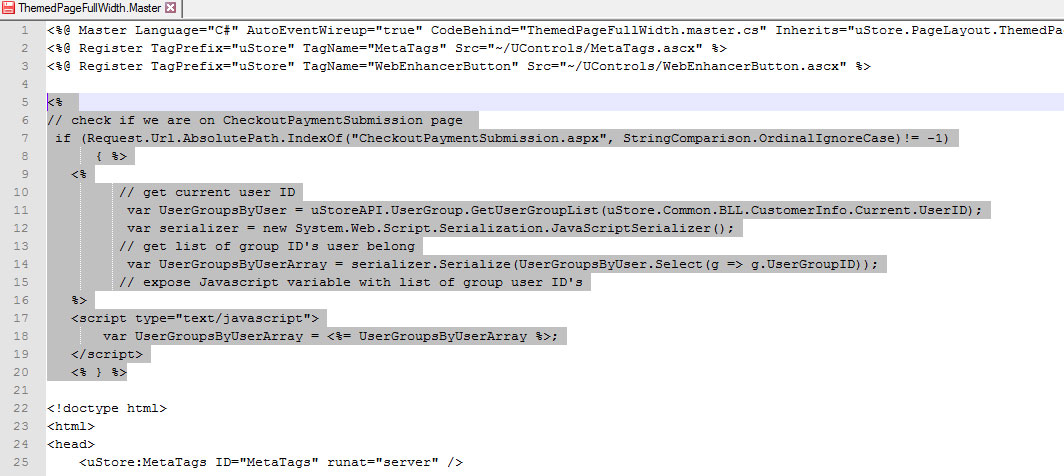 ThemedPageFullWidth.Master
1 <%@ Master Language="C#" AutoEventWireup="true" CodeBehind="ThemedPageFullWidth.master.cs" Inherits="uStore.PageLayout.ThemedPa
2 <%@ Register TagPrefix="uStore" TagName="MetaTags" Src="~/UControls/MetaTags.ascx" %>
3 <%@ Register TagPrefix="uStore" TagName="WebEnhancerButton" Src="~/UControls/WebEnhancerButton.ascx" %>
4
5 <%
6 // check if we are on CheckoutPaymentSubmission page
7 if (Request.Url.AbsolutePath.IndexOf("CheckoutPaymentSubmission.aspx", StringComparison.OrdinalIgnoreCase)!= -1)
8 { %>
9 <%
10 // get current user ID
11 var UserGroupsByUser = uStoreAPI.UserGroup.GetUserGroupList(uStore.Common.BLL.CustomerInfo.Current.UserID);
12 var serializer = new System.Web.Script.Serialization.JavaScriptSerializer();
13 // get list of group ID's user belong
14 var UserGroupsByUserArray = serializer.Serialize(UserGroupsByUser.Select(g => g.UserGroupID));
15 // expose Javascript variable with list of group user ID's
16 %>
17 <script type="text/javascript">
18 var UserGroupsByUserArray = <%= UserGroupsByUserArray %>;
19 </script>
20 <% } %>
21
22 <!doctype html>
23 <html>
24 <head>
25 <uStore:MetaTags ID="MetaTags" runat="server" />